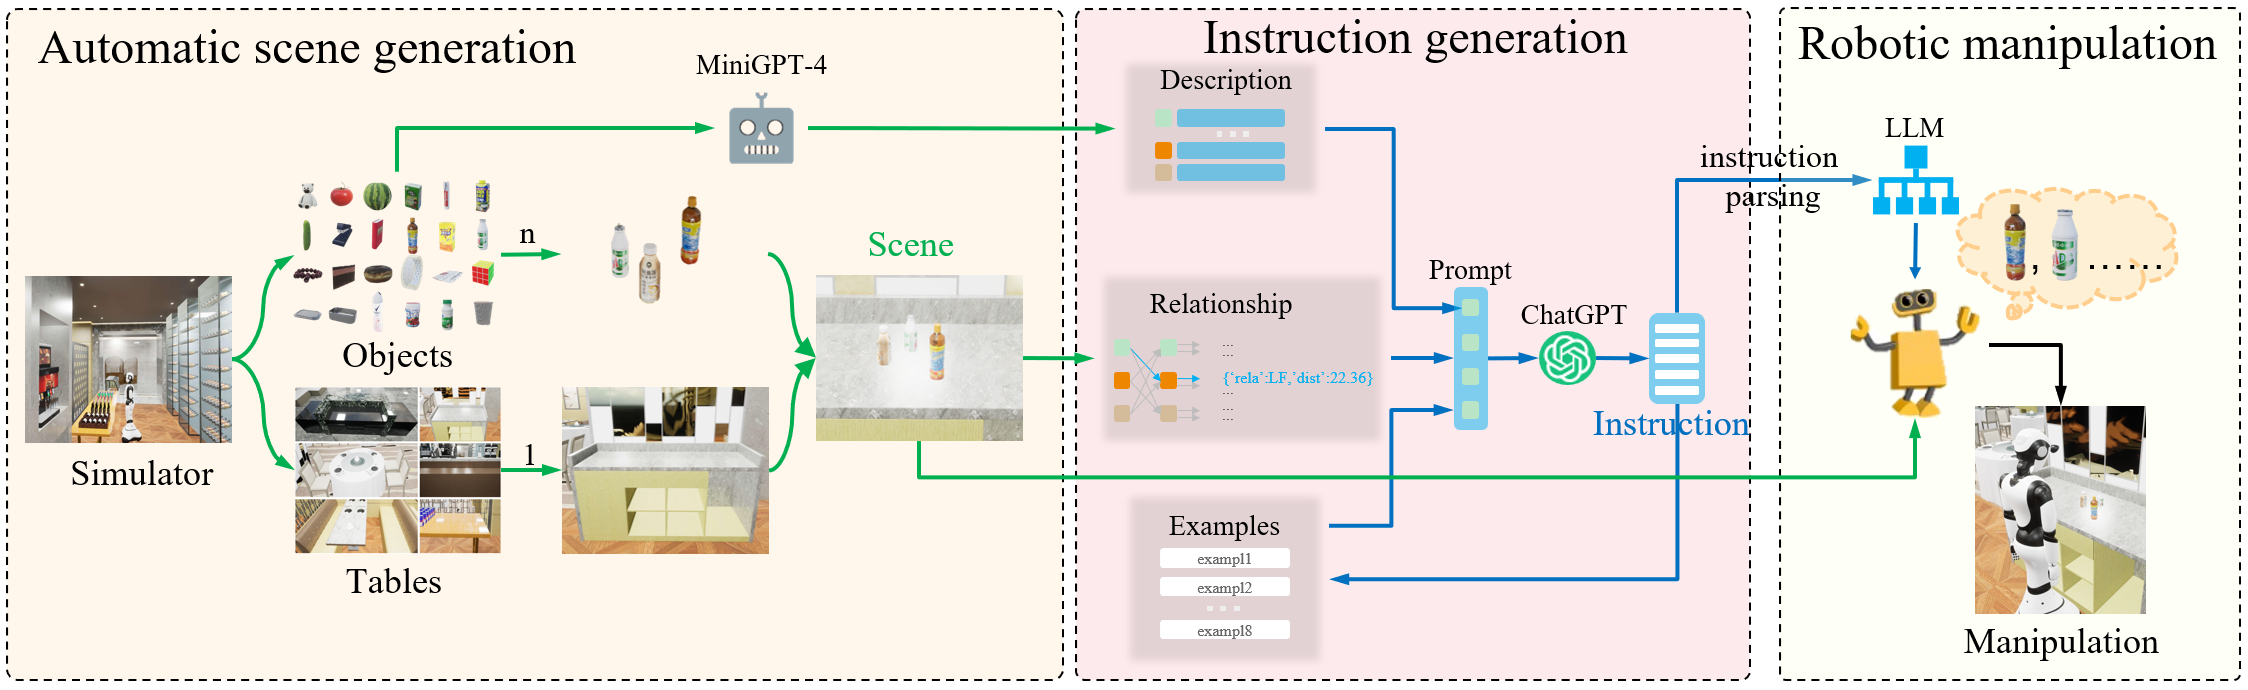 Automatic scene generation
MiniGPT-4
n
Scene
Objects
Simulator
1
Tables
Instruction generation
Description
Relationship
...
...
{‘rela’:LF,’dist’:22.36}
...
...
...
Prompt
ChatGPT
Instruction
Examples
exampl1
exampl2
exampl8
Robotic manipulation
LLM
instruction
parsing
, ......
Manipulation